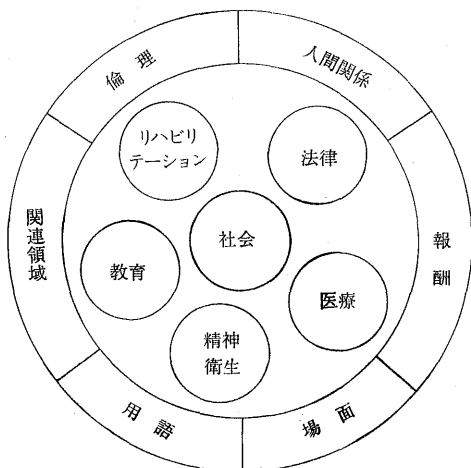 倫理
人間関係
リハビリ
テーション
法律
関連領域
社会
報酬
教育
医療
精神
衛生
用語
場面